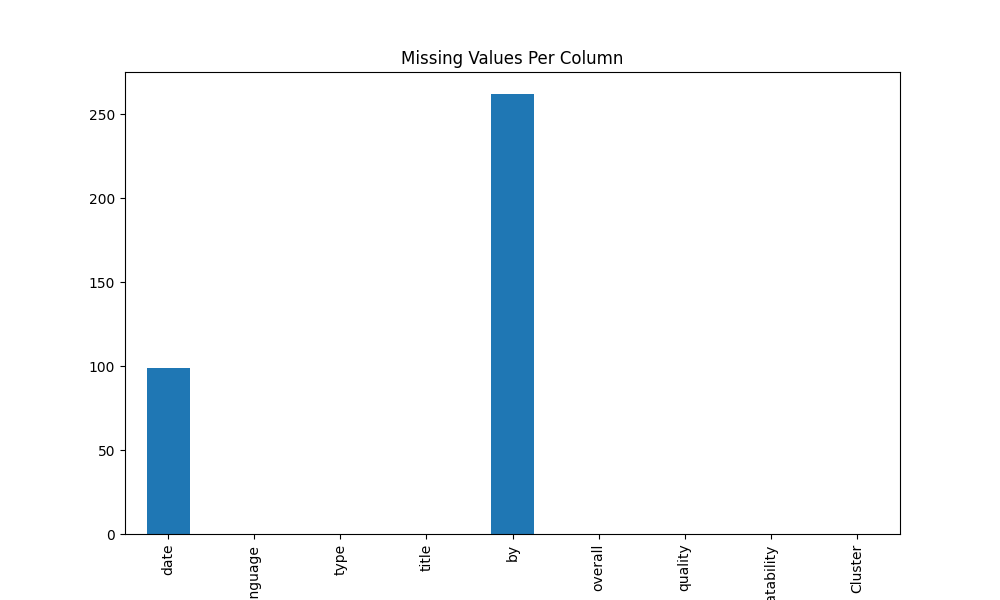 Missing Values Per Column
250
200
150
100
50
0
date
nguage
type
title
by
overall
quality
atability
Cluster